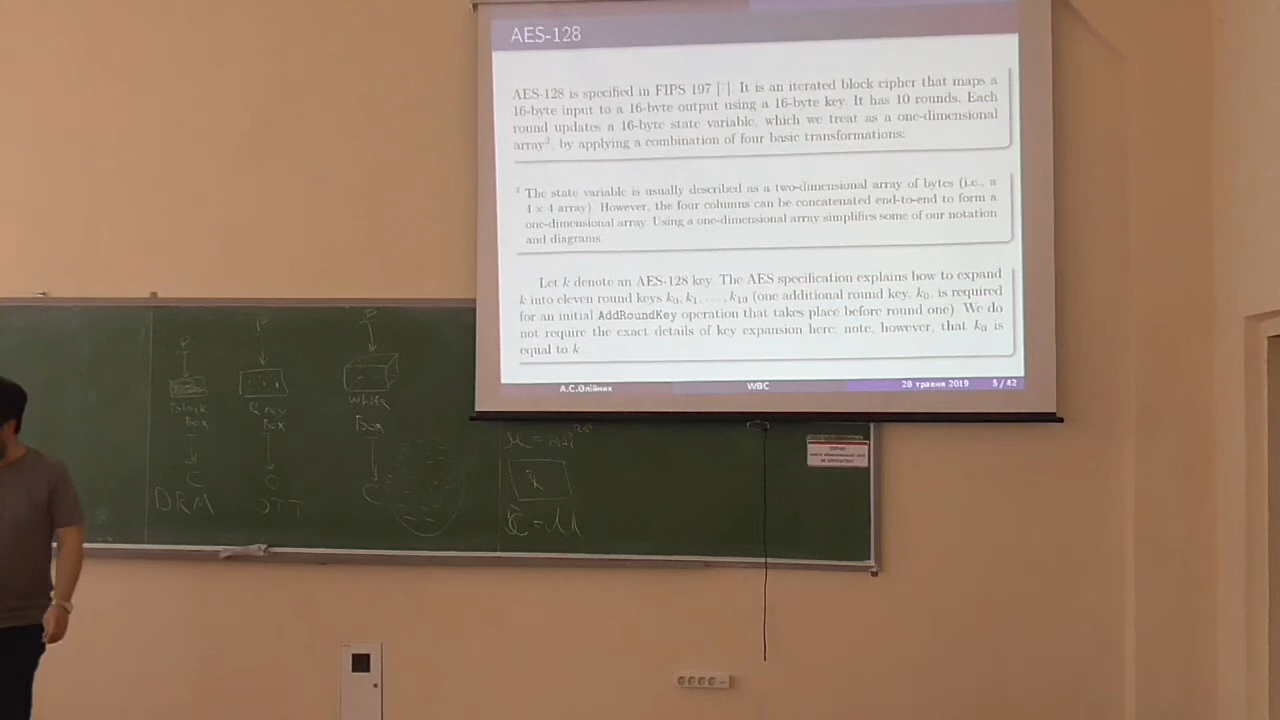 AES-128
AES-128 is specified in FIPS 197 [7]. It is an iterated block cipher that maps a
16-byte input to a 16-byte output using a 16-byte key. It has 10 rounds. Each
round updates a 16-byte state variable, which we treat as a one-dimensional
array², by applying a combination of four basic transformations:
² The state variable is usually described as a two-dimensional array of bytes (i.e., a
4 × 4 array). However, the four columns can be concatenated end-to-end to form a
one-dimensional array. Using a one-dimensional array simplifies some of our notation
and diagrams.
Let k denote an AES-128 key. The AES specification explains how to expand
k into eleven round keys k₀, k₁, …, k₁₀ (one additional round key, k₀, is required
for an initial AddRoundKey operation that takes place before round one). We do
not require the exact details of key expansion here; note, however, that k₀ is
equal to k.
А.С.Олійник WBC 28 травня 2019 5 / 42
P P P
Black Gray White
Box Box Box
C C C
DRM OTT
k